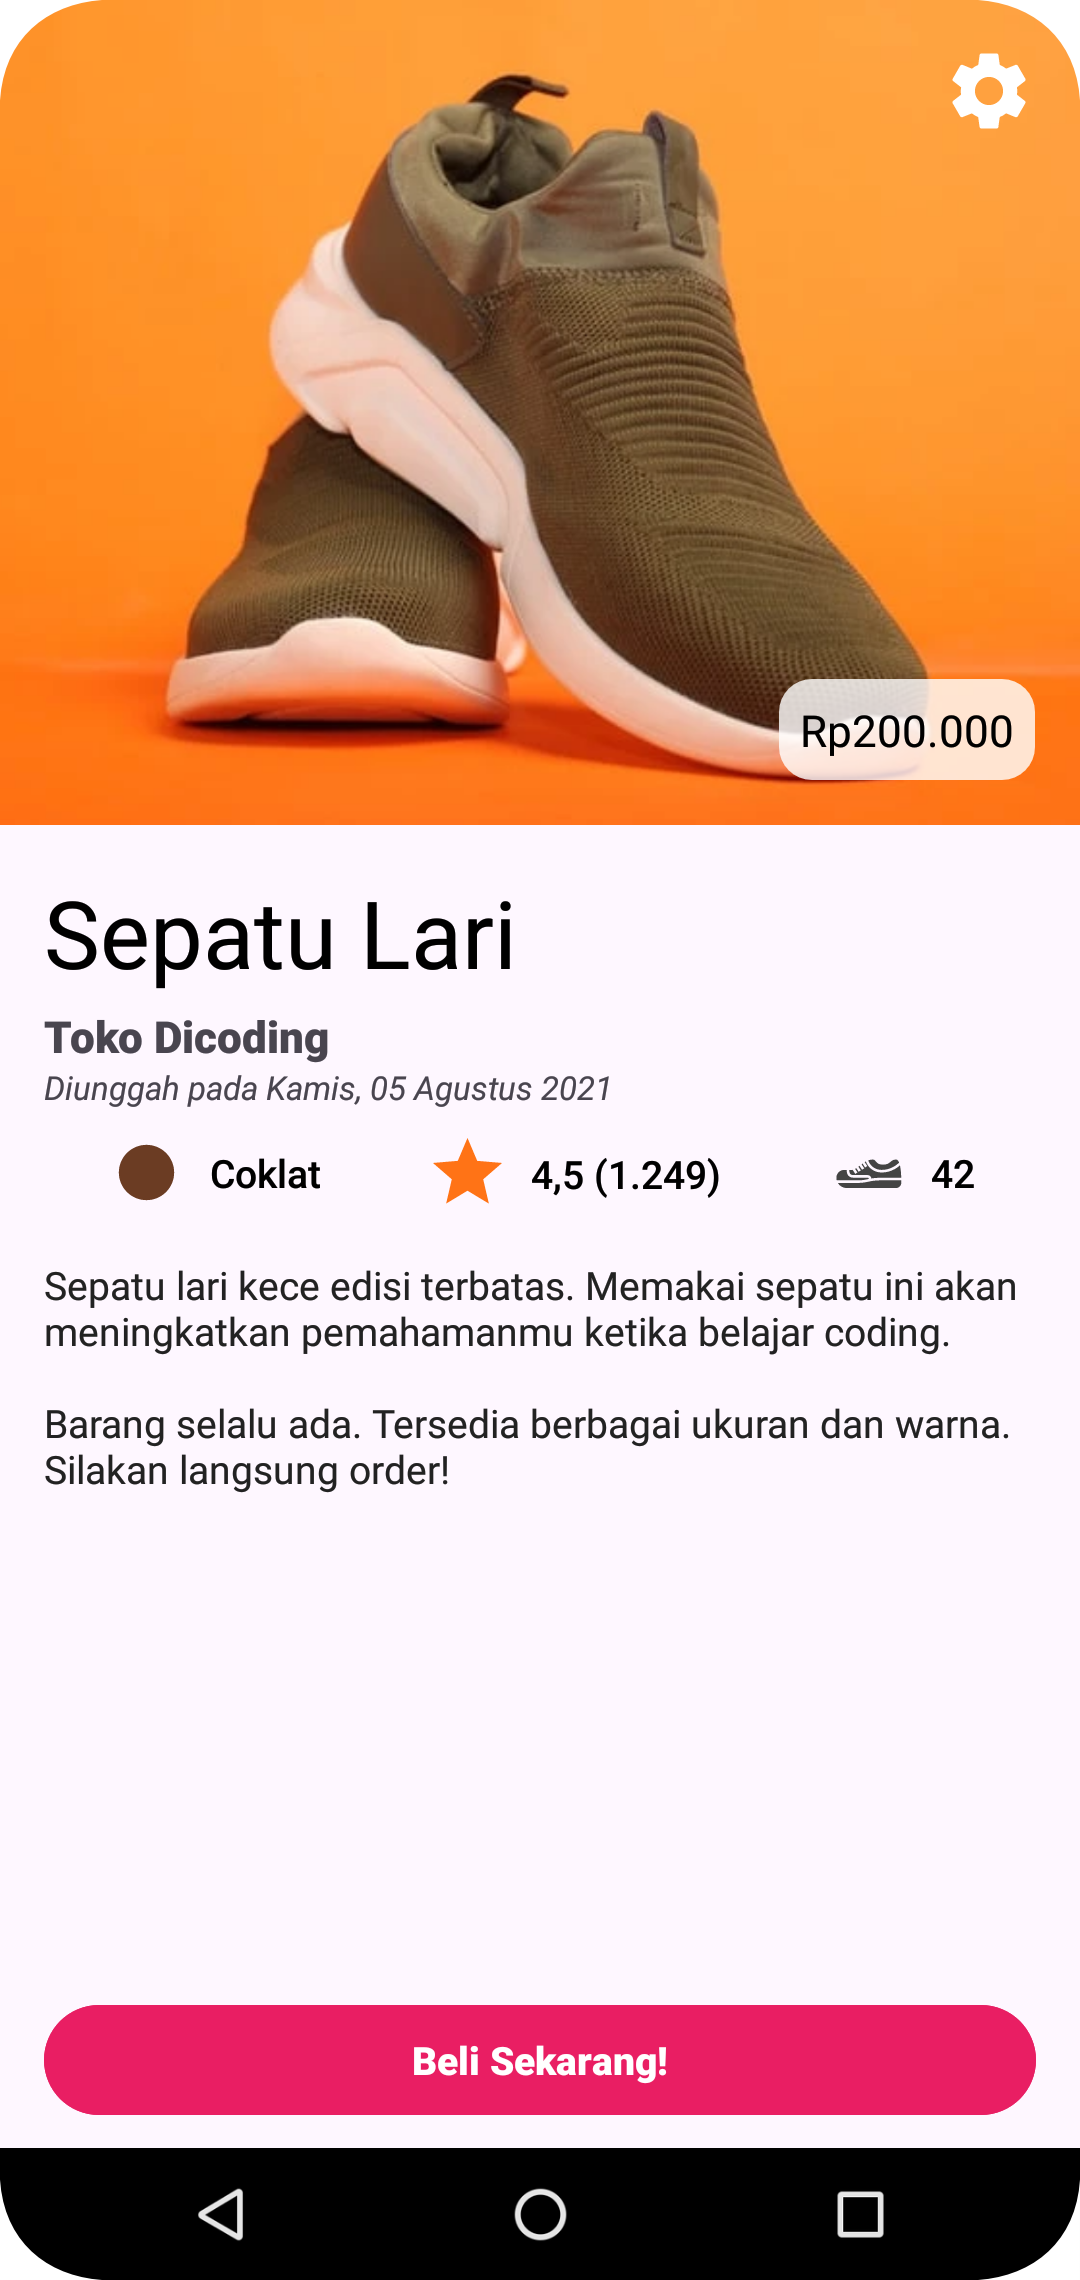 Rp200.000
Sepatu Lari
Toko Dicoding
Diunggah pada Kamis, 05 Agustus 2021
Coklat 4,5 (1.249) 42
Sepatu lari kece edisi terbatas. Memakai sepatu ini akan
meningkatkan pemahamanmu ketika belajar coding.
Barang selalu ada. Tersedia berbagai ukuran dan warna.
Silakan langsung order!
Beli Sekarang!